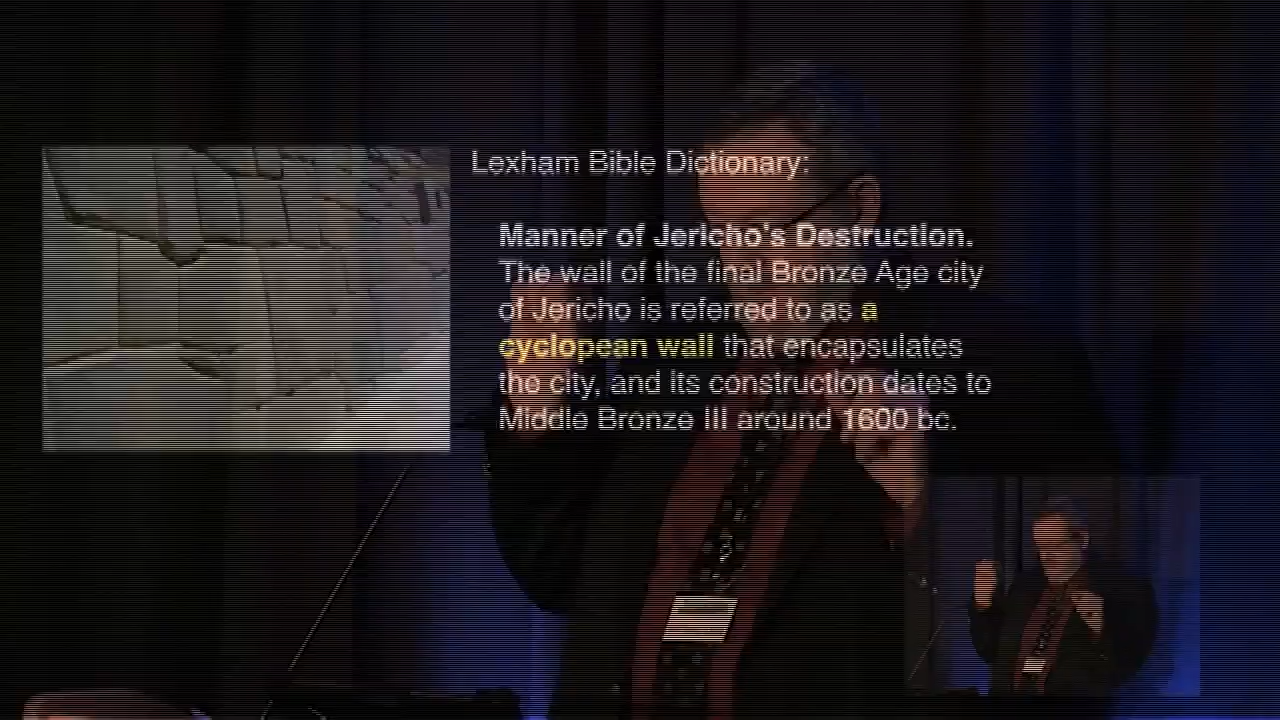 Lexham Bible Dictionary:
Manner of Jericho's Destruction.
The wall of the final Bronze Age city
of Jericho is referred to as a
cyclopean wall that encapsulates
the city, and its construction dates to
Middle Bronze III around 1600 bc.